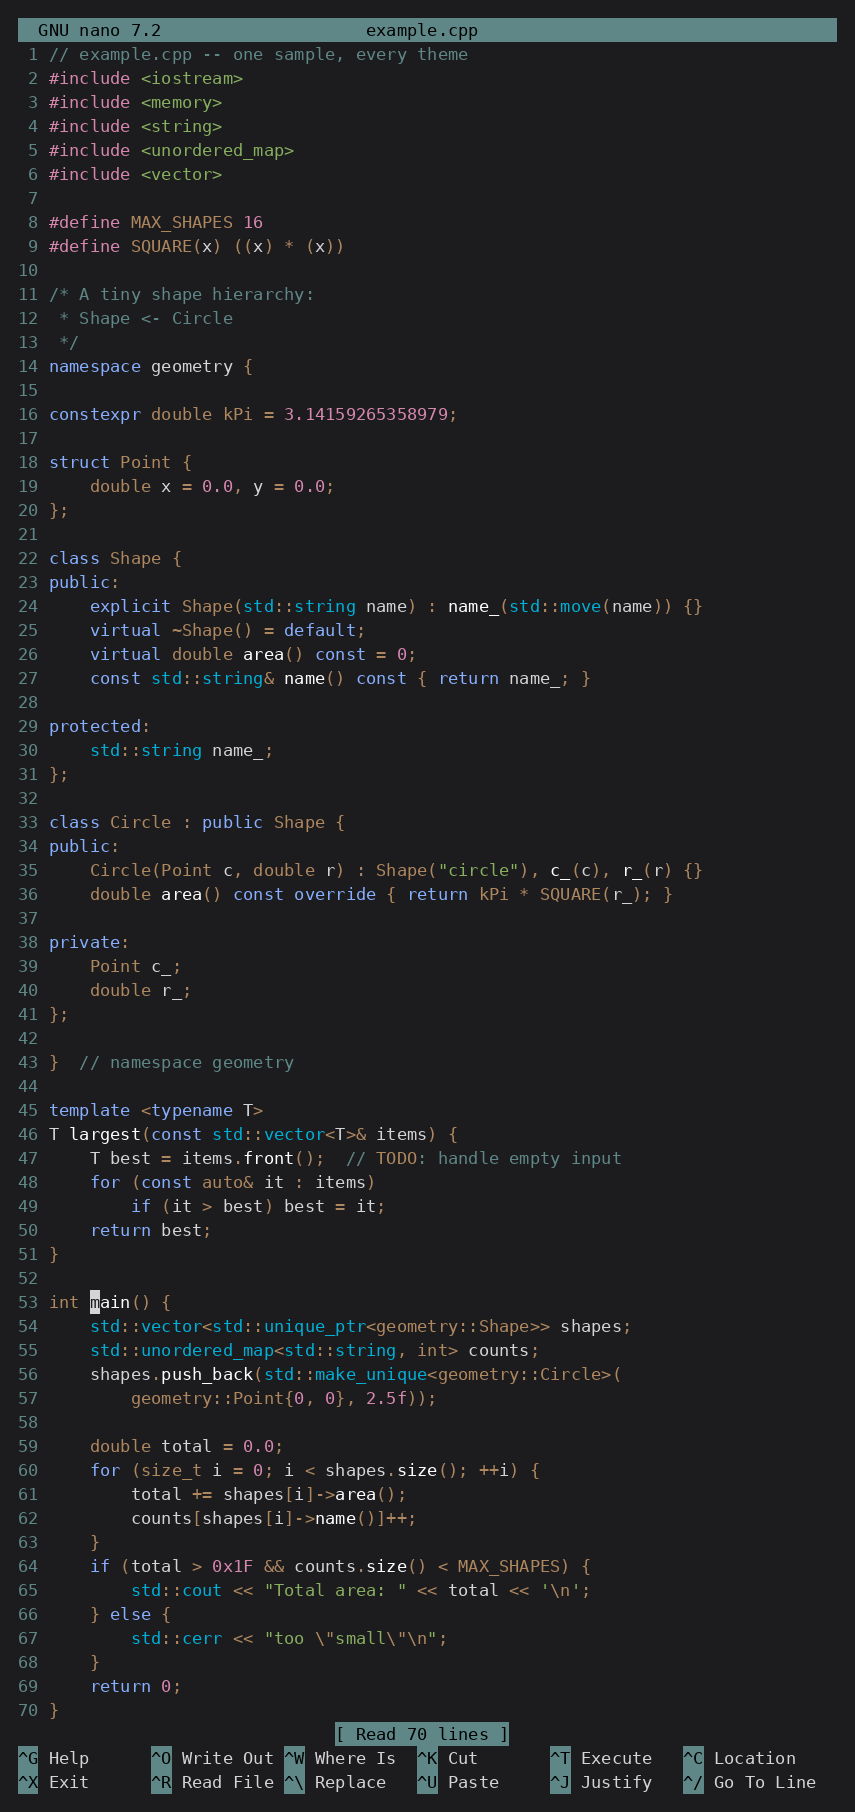 GNU nano 7.2 example.cpp
1 // example.cpp -- one sample, every theme
2 #include <iostream>
3 #include <memory>
4 #include <string>
5 #include <unordered_map>
6 #include <vector>
7
8 #define MAX_SHAPES 16
9 #define SQUARE(x) ((x) * (x))
10
11 /* A tiny shape hierarchy:
12  * Shape <- Circle
13  */
14 namespace geometry {
15
16 constexpr double kPi = 3.14159265358979;
17
18 struct Point {
19     double x = 0.0, y = 0.0;
20 };
21
22 class Shape {
23 public:
24     explicit Shape(std::string name) : name_(std::move(name)) {}
25     virtual ~Shape() = default;
26     virtual double area() const = 0;
27     const std::string& name() const { return name_; }
28
29 protected:
30     std::string name_;
31 };
32
33 class Circle : public Shape {
34 public:
35     Circle(Point c, double r) : Shape("circle"), c_(c), r_(r) {}
36     double area() const override { return kPi * SQUARE(r_); }
37
38 private:
39     Point c_;
40     double r_;
41 };
42
43 }  // namespace geometry
44
45 template <typename T>
46 T largest(const std::vector<T>& items) {
47     T best = items.front();  // TODO: handle empty input
48     for (const auto& it : items)
49         if (it > best) best = it;
50     return best;
51 }
52
53 int main() {
54     std::vector<std::unique_ptr<geometry::Shape>> shapes;
55     std::unordered_map<std::string, int> counts;
56     shapes.push_back(std::make_unique<geometry::Circle>(
57         geometry::Point{0, 0}, 2.5f));
58
59     double total = 0.0;
60     for (size_t i = 0; i < shapes.size(); ++i) {
61         total += shapes[i]->area();
62         counts[shapes[i]->name()]++;
63     }
64     if (total > 0x1F && counts.size() < MAX_SHAPES) {
65         std::cout << "Total area: " << total << '\n';
66     } else {
67         std::cerr << "too \"small\"\n";
68     }
69     return 0;
70 }
[ Read 70 lines ]
^G Help ^O Write Out ^W Where Is ^K Cut ^T Execute ^C Location
^X Exit ^R Read File ^\ Replace ^U Paste ^J Justify ^/ Go To Line